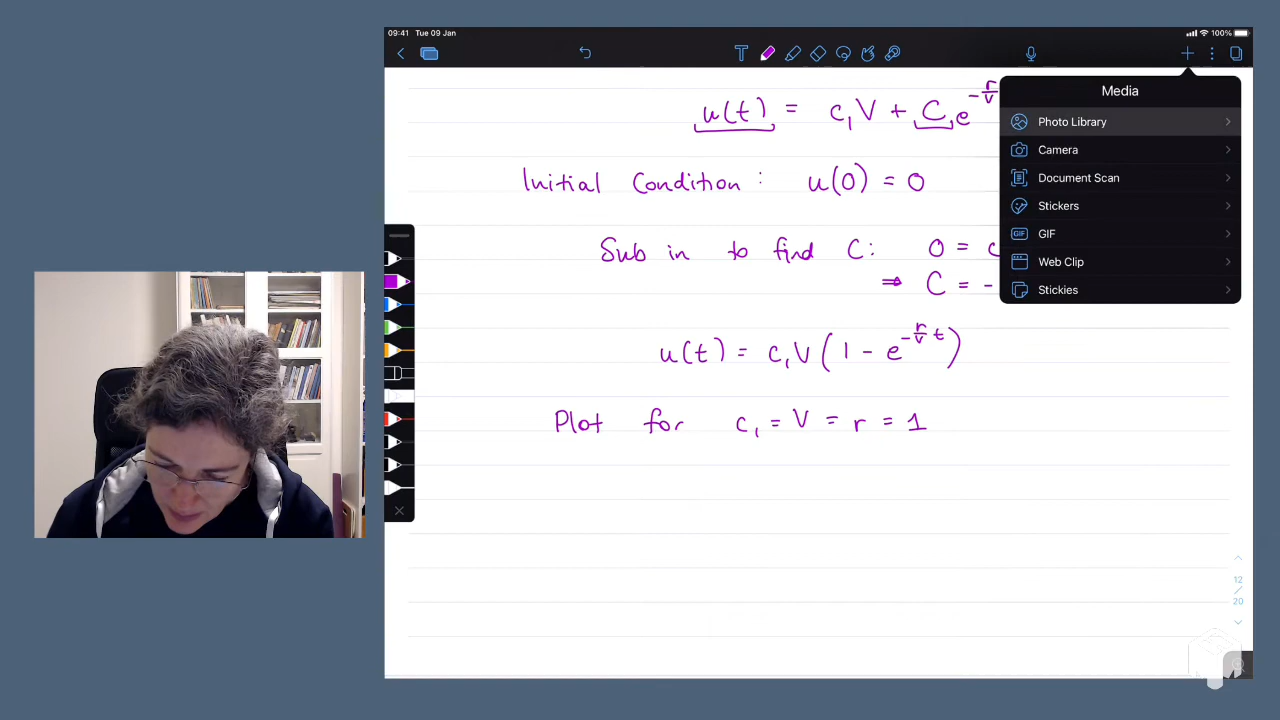 09:41 Tue 09 Jan
100%
Media
Photo Library
Camera
Document Scan
Stickers
GIF
Web Clip
Stickies
u(t) = c₁V + Ce^-r/v
Initial Condition : u(0) = 0
Sub in to find C: 0 = c
⇒ C = -
u(t) = c₁V(1 - e^-r/v t)
Plot for c₁ = V = r = 1
12
/
20